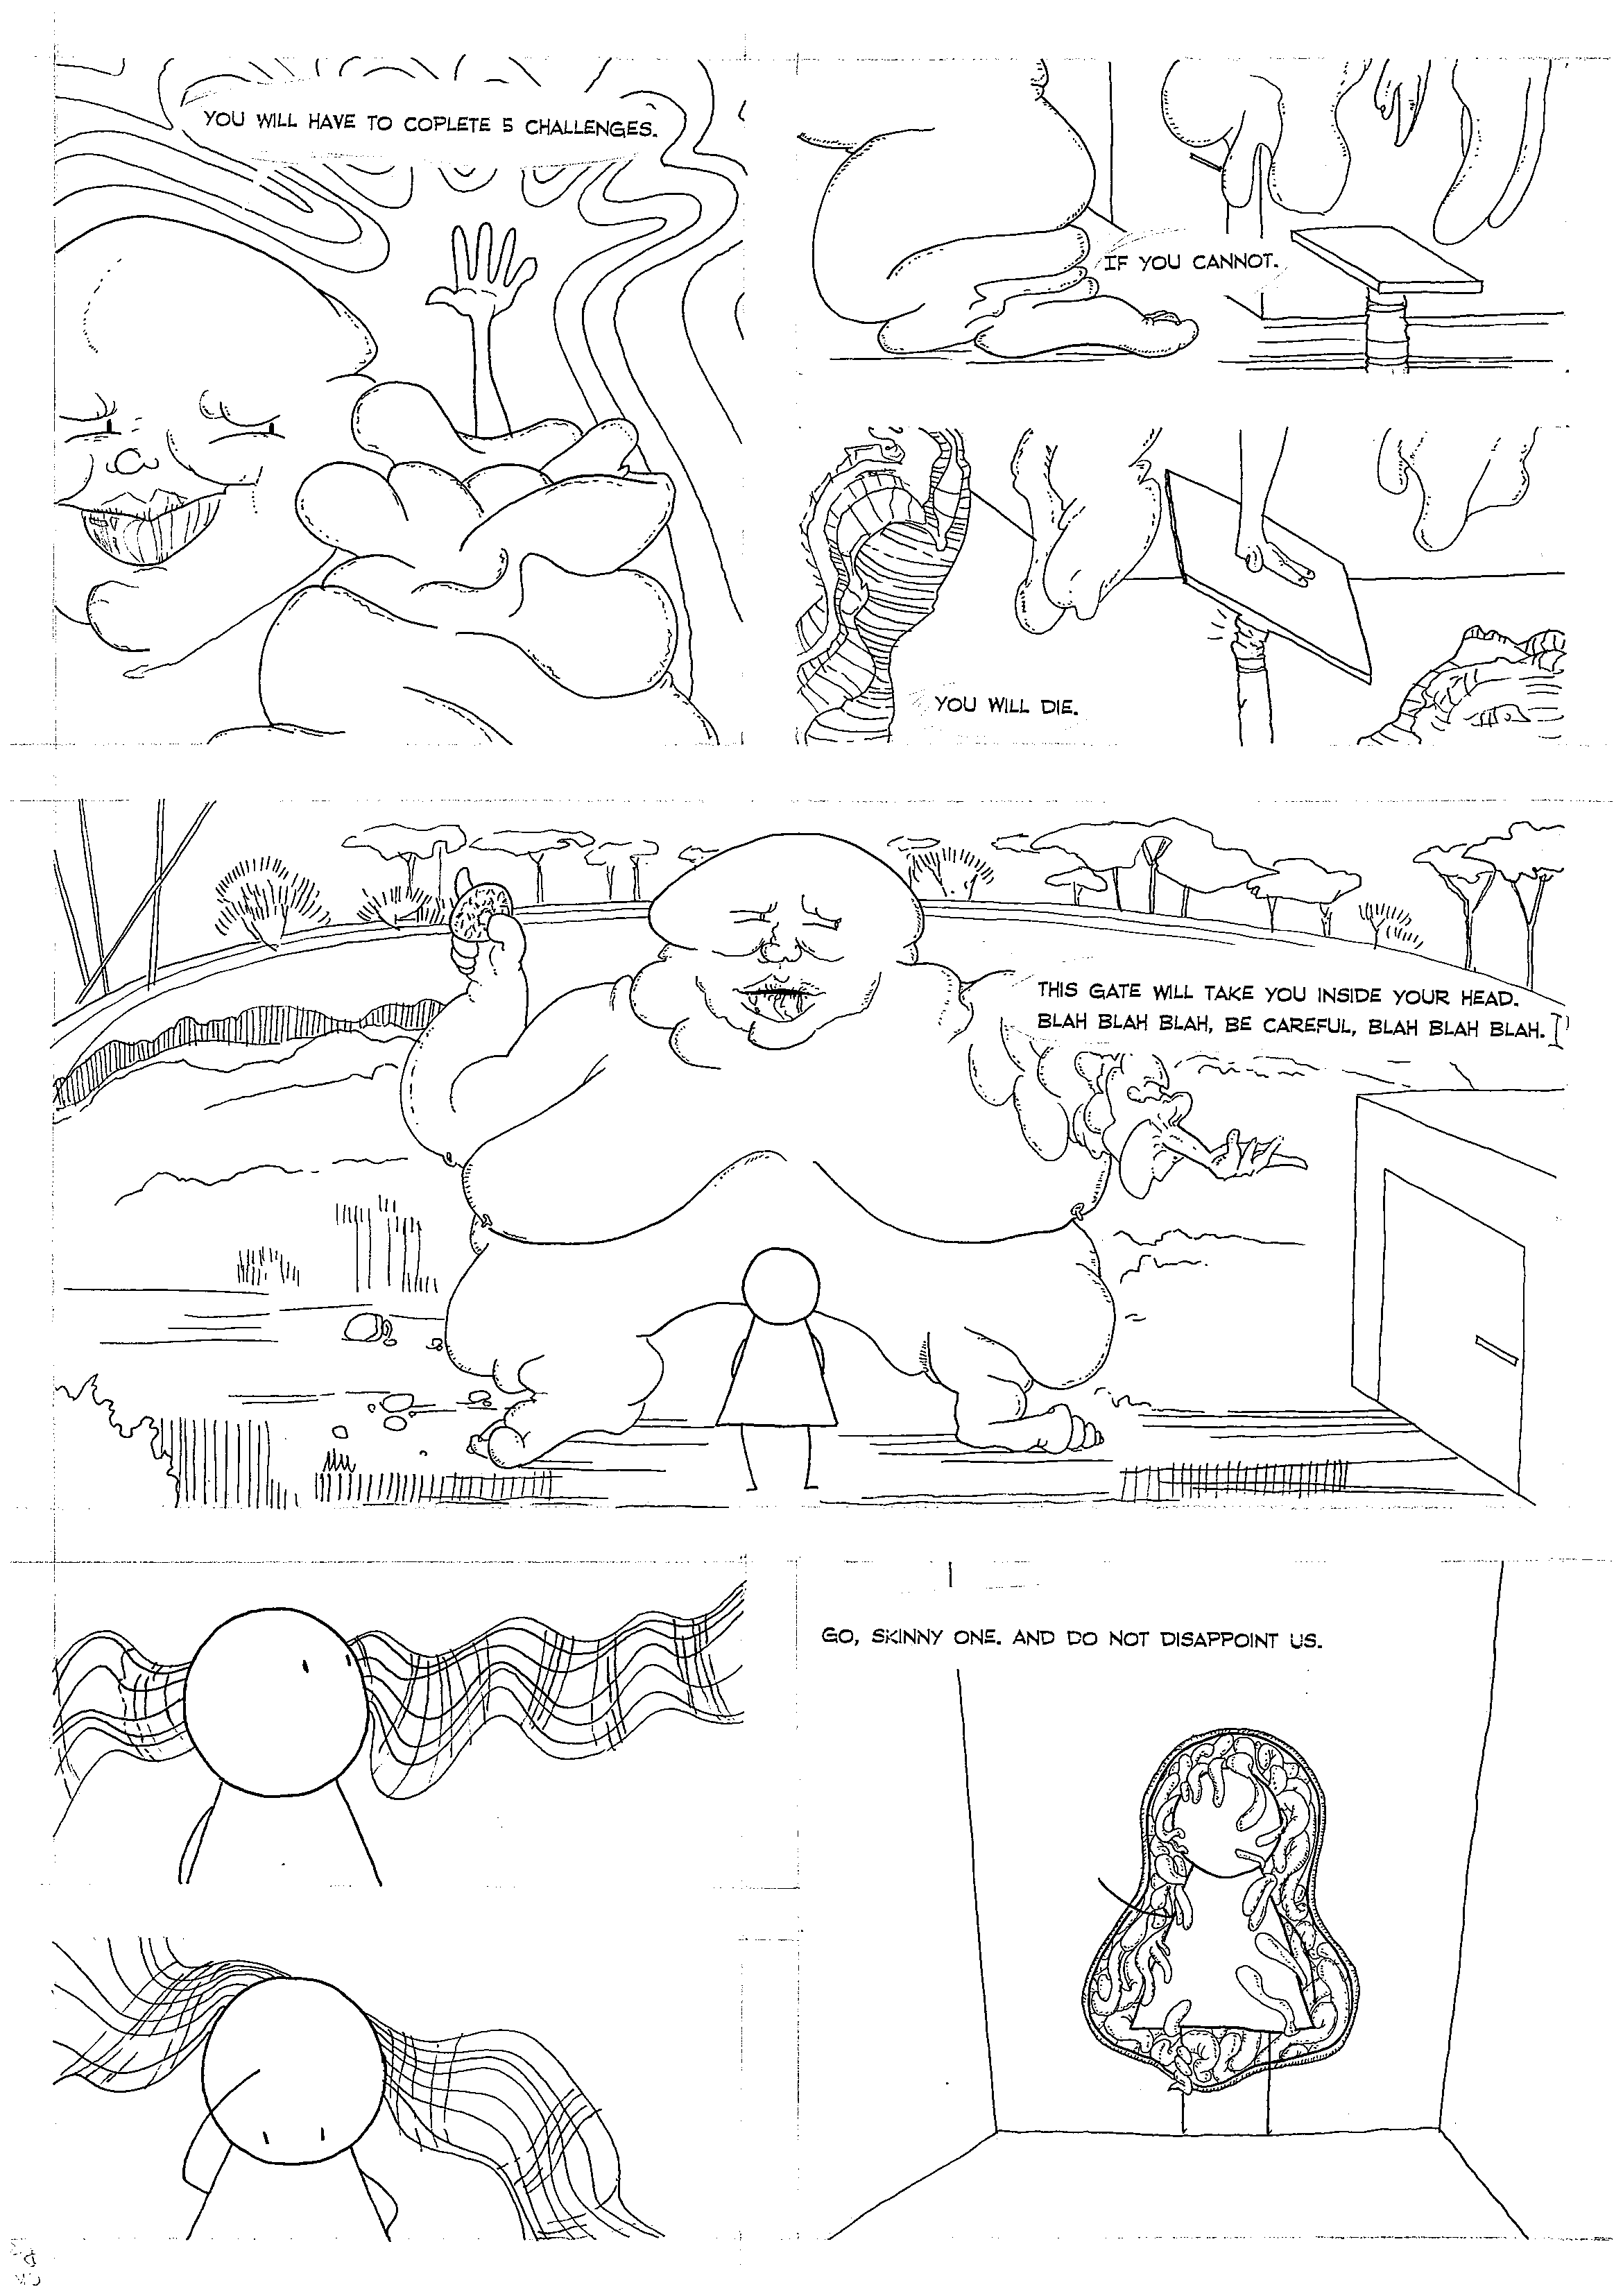 YOU WILL HAVE TO COPLETE 5 CHALLENGES.
IF YOU CANNOT.
YOU WILL DIE.
THIS GATE WILL TAKE YOU INSIDE YOUR HEAD.
BLAH BLAH BLAH, BE CAREFUL, BLAH BLAH BLAH.
GO, SKINNY ONE. AND DO NOT DISAPPOINT US.